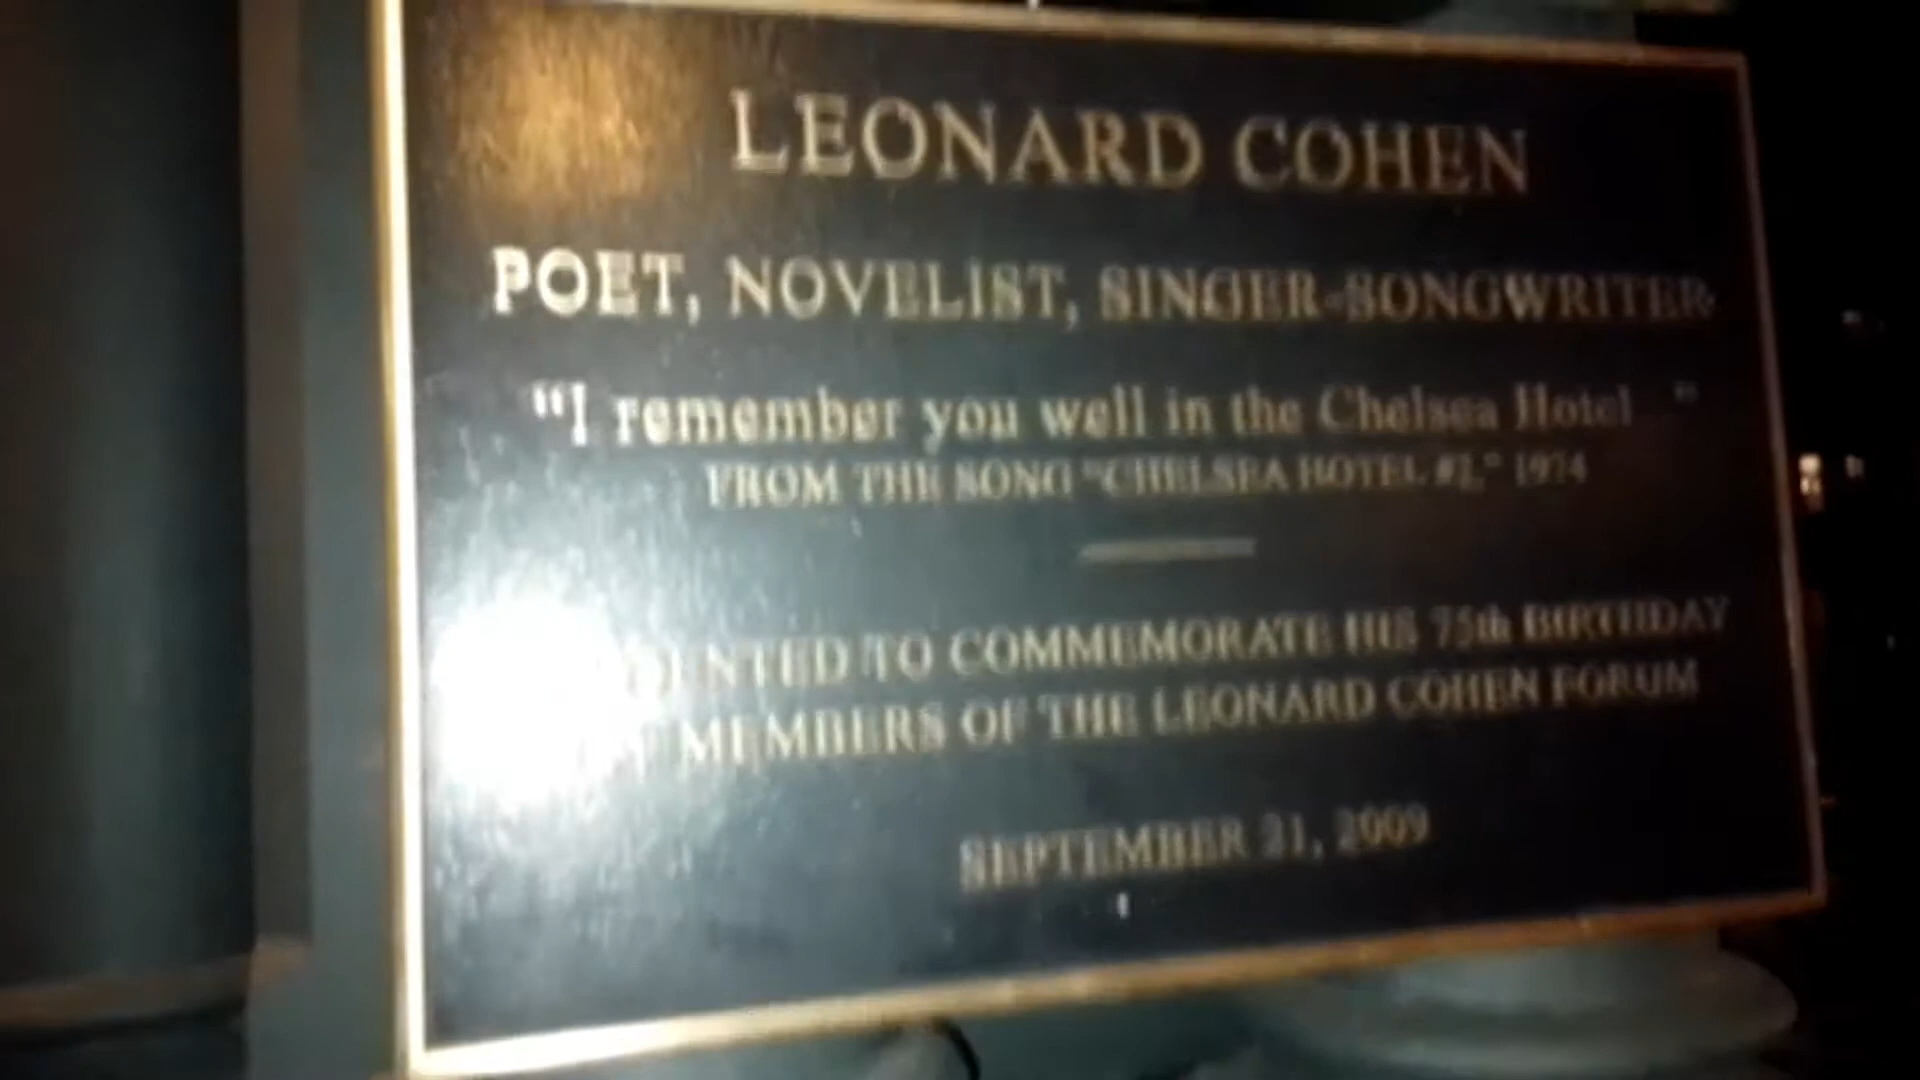 LEONARD COHEN
POET, NOVELIST, SINGER-SONGWRITER
"I remember you well in the Chelsea Hotel..."
FROM THE SONG "CHELSEA HOTEL #2," 1974
TO COMMEMORATE HIS 75th BIRTHDAY
MEMBERS OF THE LEONARD COHEN FORUM
SEPTEMBER 21, 2009